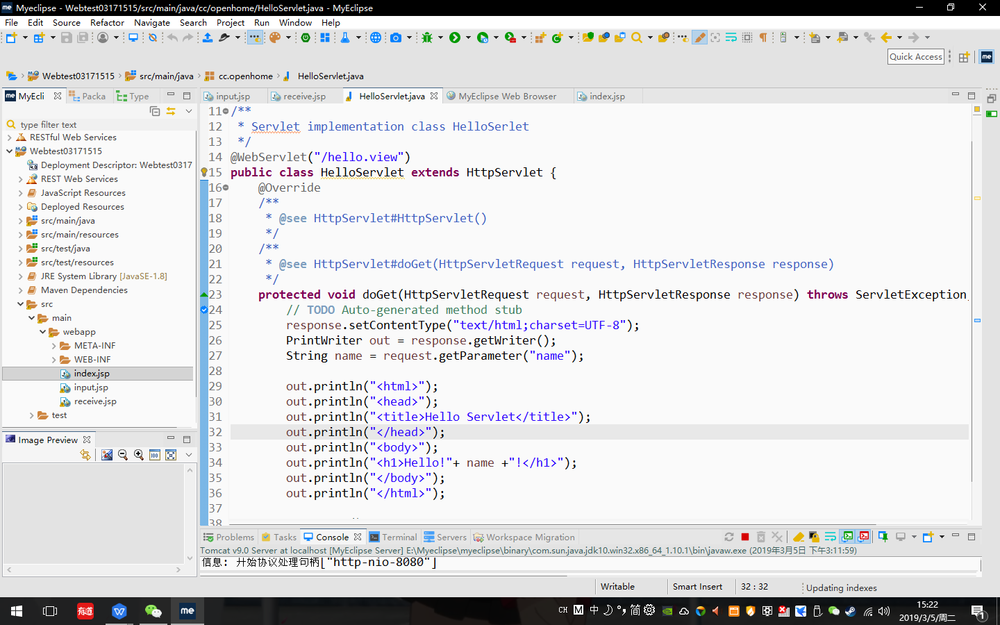 Myeclipse - Webtest03171515/src/main/java/cc/openhome/HelloServlet.java - MyEclipse
File Edit Source Refactor Navigate Search Project Run Window Help
Quick Access
Webtest03171515 src/main/java cc.openhome HelloServlet.java
MyEcli Packa Type
type filter text
RESTful Web Services
Webtest03171515
Deployment Descriptor: Webtest0317
REST Web Services
JavaScript Resources
Deployed Resources
src/main/java
src/main/resources
src/test/java
src/test/resources
JRE System Library [JavaSE-1.8]
Maven Dependencies
src
main
webapp
META-INF
WEB-INF
index.jsp
input.jsp
receive.jsp
test
Image Preview
input.jsp receive.jsp HelloServlet.java MyEclipse Web Browser index.jsp
11 /**
12 * Servlet implementation class HelloSerlet
13 */
14 @WebServlet("/hello.view")
15 public class HelloServlet extends HttpServlet {
16 @Override
17 /**
18 * @see HttpServlet#HttpServlet()
19 */
20 /**
21 * @see HttpServlet#doGet(HttpServletRequest request, HttpServletResponse response)
22 */
23 protected void doGet(HttpServletRequest request, HttpServletResponse response) throws ServletException,
24 // TODO Auto-generated method stub
25 response.setContentType("text/html;charset=UTF-8");
26 PrintWriter out = response.getWriter();
27 String name = request.getParameter("name");
28
29 out.println("<html>");
30 out.println("<head>");
31 out.println("<title>Hello Servlet</title>");
32 out.println("</head>");
33 out.println("<body>");
34 out.println("<h1>Hello!"+ name +"!</h1>");
35 out.println("</body>");
36 out.println("</html>");
37
38
Problems Tasks Console Terminal Servers Workspace Migration
Tomcat v9.0 Server at localhost [MyEclipse Server] E:\Myeclipse\myeclipse\binary\com.sun.java.jdk10.win32.x86_64_1.10.1\bin\javaw.exe (2019年3月5日 下午3:11:59)
信息: 开始协议处理句柄["http-nio-8080"]
Writable Smart Insert 32 : 32 Updating indexes
有道 me CH M 中 简 15:22
2019/3/5/周二
1